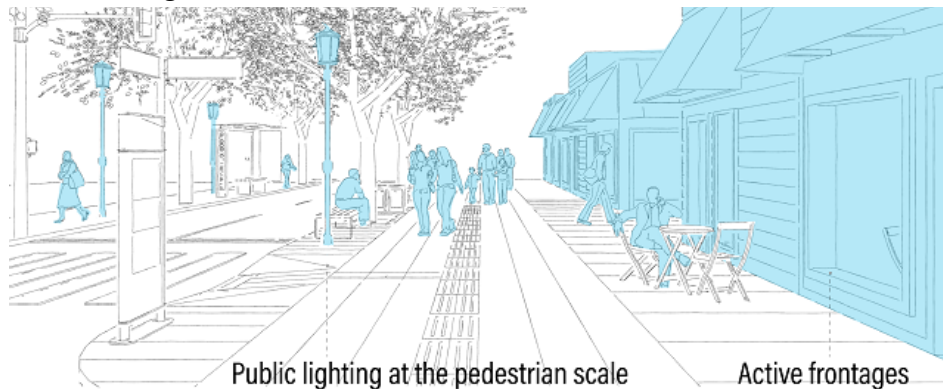 Public lighting at the pedestrian scale
Active frontages